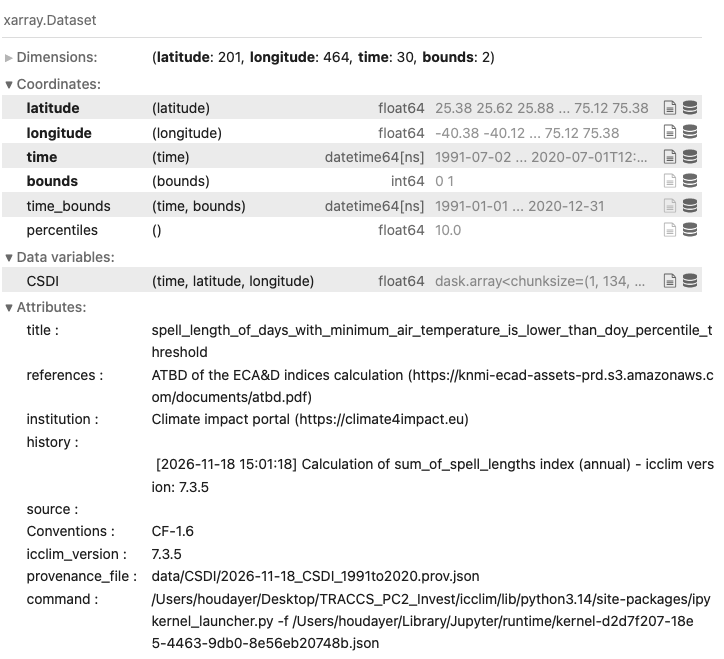 xarray.Dataset
► Dimensions: (latitude: 201, longitude: 464, time: 30, bounds: 2)
▼ Coordinates:
latitude (latitude) float64 25.38 25.62 25.88 ... 75.12 75.38
longitude (longitude) float64 -40.38 -40.12 ... 75.12 75.38
time (time) datetime64[ns] 1991-07-02 ... 2020-07-01T12:...
bounds (bounds) int64 0 1
time_bounds (time, bounds) datetime64[ns] 1991-01-01 ... 2020-12-31
percentiles () float64 10.0
▼ Data variables:
CSDI (time, latitude, longitude) float64 dask.array<chunksize=(1, 134, ...
▼ Attributes:
title : spell_length_of_days_with_minimum_air_temperature_is_lower_than_doy_percentile_t
hreshold
references : ATBD of the ECA&D indices calculation (https://knmi-ecad-assets-prd.s3.amazonaws.c
om/documents/atbd.pdf)
institution : Climate impact portal (https://climate4impact.eu)
history :
[2026-11-18 15:01:18] Calculation of sum_of_spell_lengths index (annual) - icclim vers
ion: 7.3.5
source :
Conventions : CF-1.6
icclim_version : 7.3.5
provenance_file : data/CSDI/2026-11-18_CSDI_1991to2020.prov.json
command : /Users/houdayer/Desktop/TRACCS_PC2_Invest/icclim/lib/python3.14/site-packages/ipy
kernel_launcher.py -f /Users/houdayer/Library/Jupyter/runtime/kernel-d2d7f207-18e
5-4463-9db0-8e56eb20748b.json